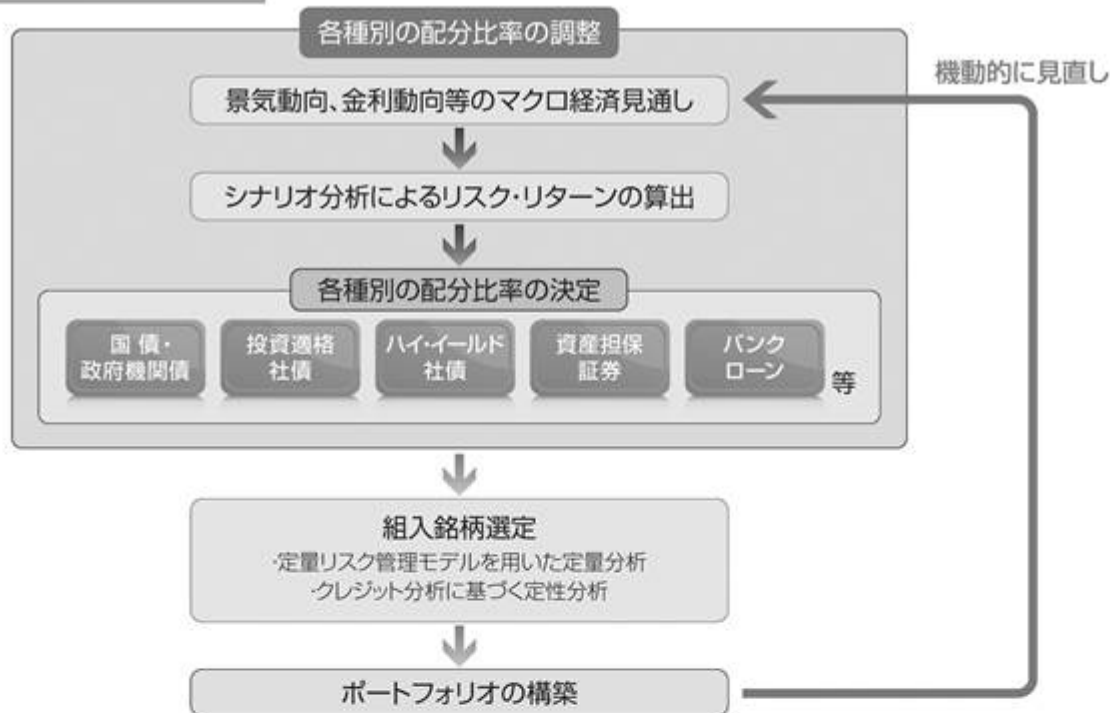 各種別の配分比率の調整
機動的に見直し
景気動向、金利動向等のマクロ経済見通し
シナリオ分析によるリスク・リターンの算出
各種別の配分比率の決定
国 債・
政府機関債
投資適格
社債
ハイ・イールド
社債
資産担保
証券
バンク
ローン
等
組入銘柄選定
・定量リスク管理モデルを用いた定量分析
・クレジット分析に基づく定性分析
ポートフォリオの構築